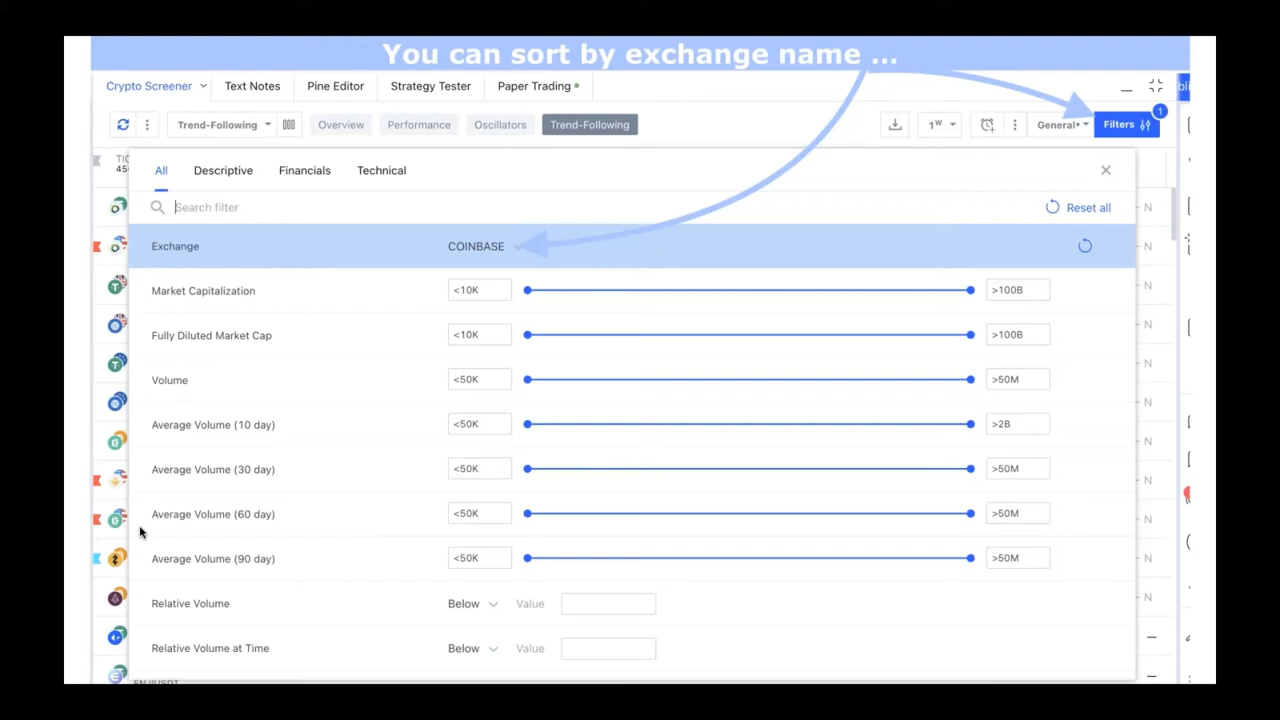 You can sort by exchange name ...
Crypto Screener Text Notes Pine Editor Strategy Tester Paper Trading
Trend-Following Overview Performance Oscillators Trend-Following 1W General• Filters 1
All Descriptive Financials Technical
Search filter Reset all
Exchange COINBASE
Market Capitalization <10K >100B
Fully Diluted Market Cap <10K >100B
Volume <50K >50M
Average Volume (10 day) <50K >2B
Average Volume (30 day) <50K >50M
Average Volume (60 day) <50K >50M
Average Volume (90 day) <50K >50M
Relative Volume Below Value
Relative Volume at Time Below Value